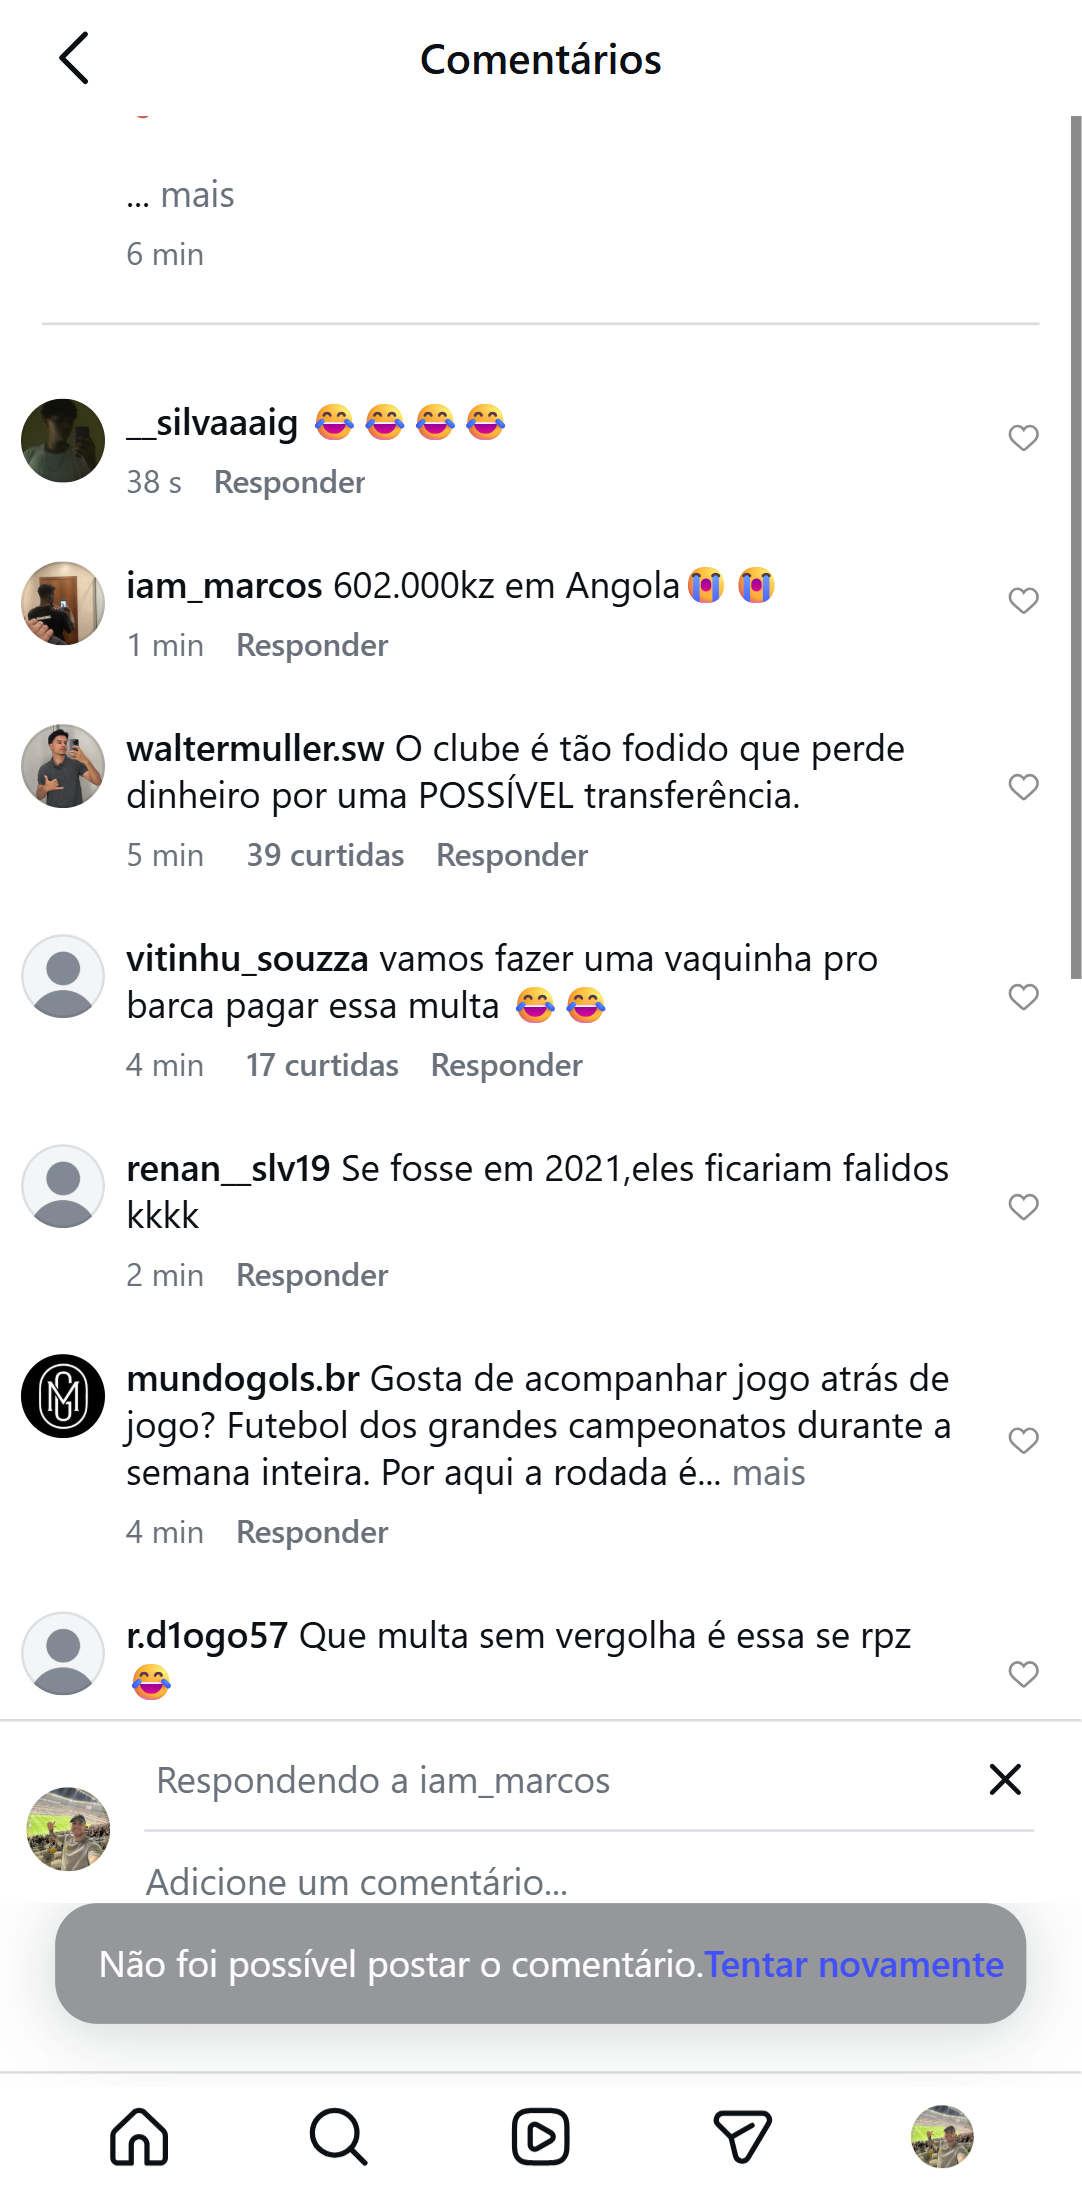 Comentários
... mais
6 min
__silvaaaig 😂😂😂😂
38 s Responder
iam_marcos 602.000kz em Angola😭😭
1 min Responder
waltermuller.sw O clube é tão fodido que perde
dinheiro por uma POSSÍVEL transferência.
5 min 39 curtidas Responder
vitinhu_souzza vamos fazer uma vaquinha pro
barca pagar essa multa 😂😂
4 min 17 curtidas Responder
renan__slv19 Se fosse em 2021,eles ficariam falidos
kkkk
2 min Responder
mundogols.br Gosta de acompanhar jogo atrás de
jogo? Futebol dos grandes campeonatos durante a
semana inteira. Por aqui a rodada é... mais
4 min Responder
r.d1ogo57 Que multa sem vergolha é essa se rpz
😂
Respondendo a iam_marcos
Adicione um comentário...
Não foi possível postar o comentário.Tentar novamente